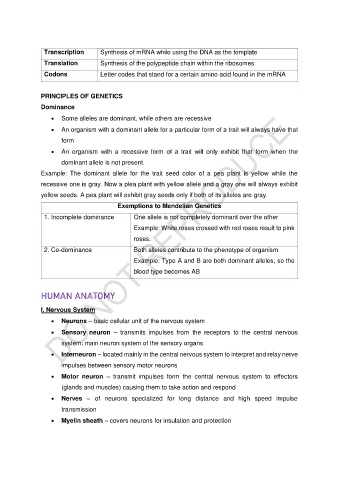 Transcription Synthesis of mRNA while using the DNA as the template
Translation Synthesis of the polypeptide chain within the ribosomes
Codons Letter codes that stand for a certain amino acid found in the mRNA
PRINCIPLES OF GENETICS
Dominance
• Some alleles are dominant, while others are recessive
• An organism with a dominant allele for a particular form of a trait will always have that
form
• An organism with a recessive form of a trait will only exhibit that form when the
dominant allele is not present.
Example: The dominant allele for the trait seed color of a pea plant is yellow while the
recessive one is gray. Now a plea plant with yellow allele and a gray one will always exhibit
yellow seeds. A pea plant will exhibit gray seeds only if both of its alleles are gray.
Exemptions to Mendelian Genetics
1. Incomplete dominance One allele is not completely dominant over the other
Example: White roses crossed with red roses result to pink
roses.
2. Co-dominance Both alleles contribute to the phenotype of organism
Example: Type A and B are both dominant alleles, so the
blood type becomes AB
HUMAN ANATOMY
I. Nervous System
• Neurons – basic cellular unit of the nervous system
• Sensory neuron – transmits impulses from the receptors to the central nervous
system; main neuron system of the sensory organs
• Interneuron – located mainly in the central nervous system to interpret and relay nerve
impulses between sensory motor neurons
• Motor neuron – transmit impulses form the central nervous system to effectors
(glands and muscles) causing them to take action and respond
• Nerves – of neurons specialized for long distance and high speed impulse
transmission
• Myelin sheath – covers neurons for insulation and protection
DO NOT REPRODUCE